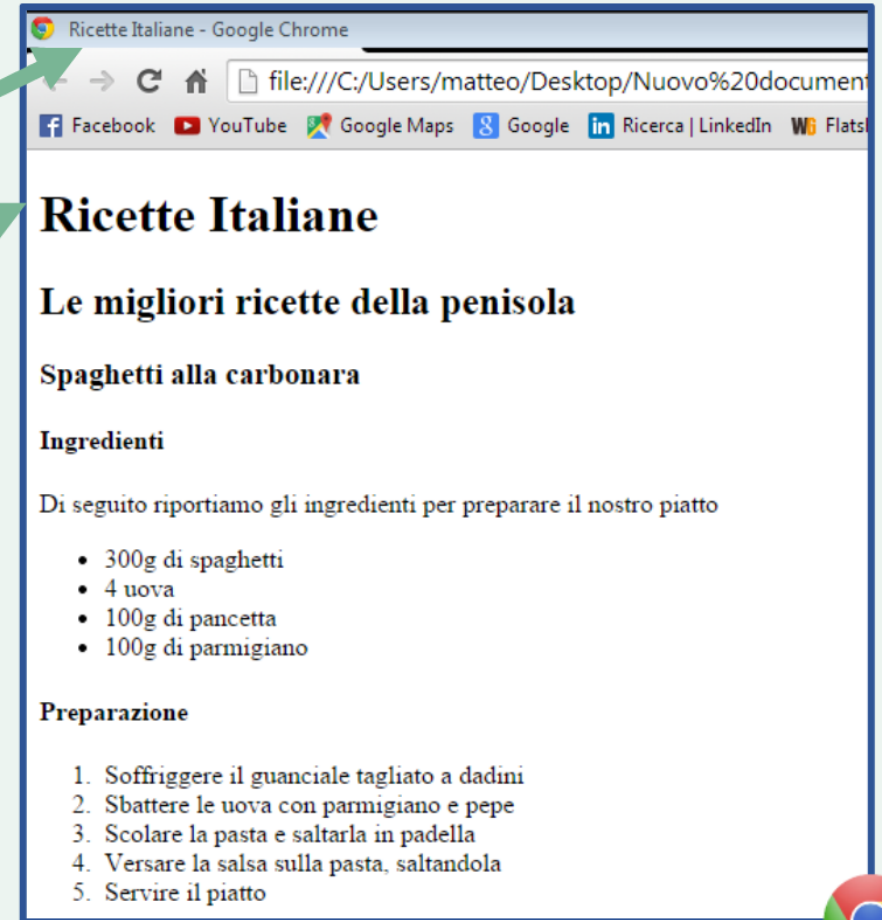 Ricette Italiane - Google Chrome
file:///C:/Users/matteo/Desktop/Nuovo%20document
Facebook YouTube Google Maps Google Ricerca | LinkedIn Flatsl
Ricette Italiane
Le migliori ricette della penisola
Spaghetti alla carbonara
Ingredienti
Di seguito riportiamo gli ingredienti per preparare il nostro piatto
• 300g di spaghetti
• 4 uova
• 100g di pancetta
• 100g di parmigiano
Preparazione
1. Soffriggere il guanciale tagliato a dadini
2. Sbattere le uova con parmigiano e pepe
3. Scolare la pasta e saltarla in padella
4. Versare la salsa sulla pasta, saltandola
5. Servire il piatto